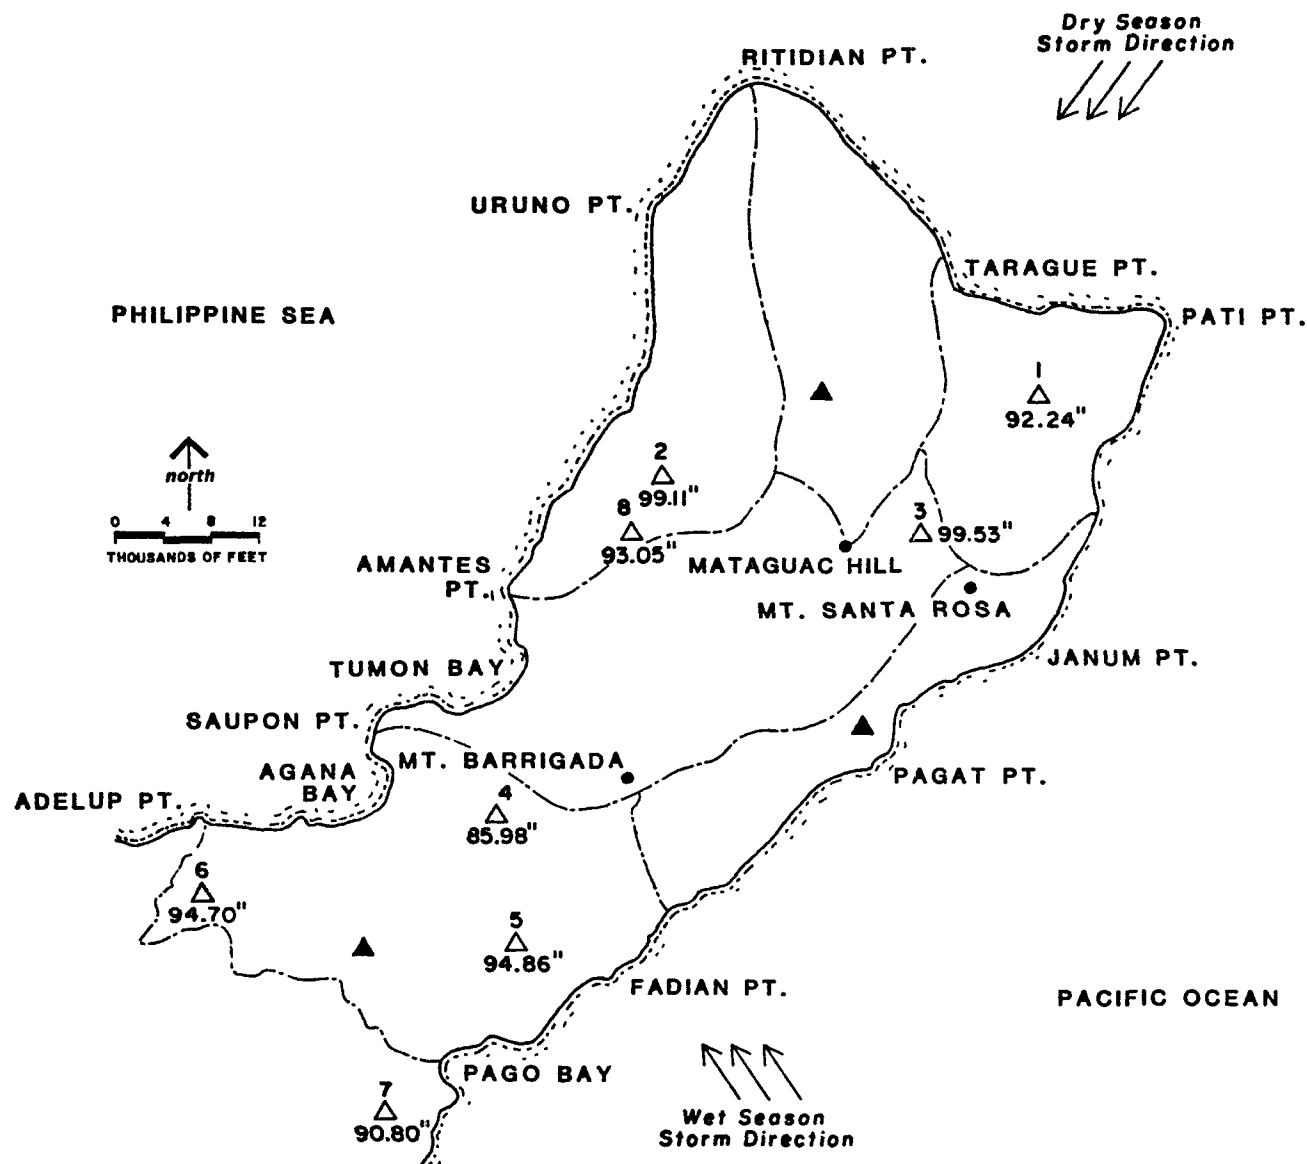 Dry Season
Storm Direction
RITIDIAN PT.
URUNO PT.
TARAGUE PT.
PHILIPPINE SEA
PATI PT.
1
92.24"
north
2
99.11"
0 4 8 12
THOUSANDS OF FEET
8
93.05"
3
99.53"
AMANTES
PT.
MATAGUAC HILL
MT. SANTA ROSA
TUMON BAY
JANUM PT.
SAUPON PT.
MT. BARRIGADA
AGANA
BAY
PAGAT PT.
ADELUP PT.
4
85.98"
6
94.70"
5
94.86"
FADIAN PT.
PACIFIC OCEAN
PAGO BAY
7
90.80"
Wet Season
Storm Direction